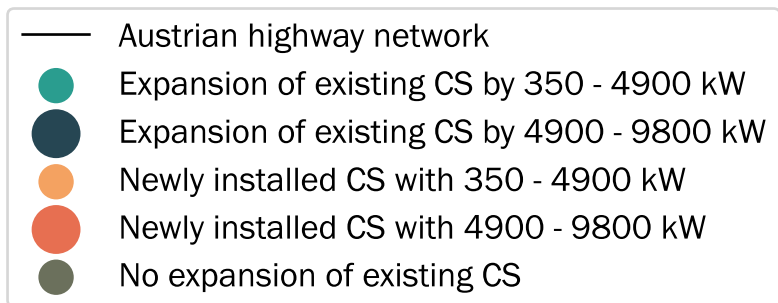 Austrian highway network
Expansion of existing CS by 350 - 4900 kW
Expansion of existing CS by 4900 - 9800 kW
Newly installed CS with 350 - 4900 kW
Newly installed CS with 4900 - 9800 kW
No expansion of existing CS